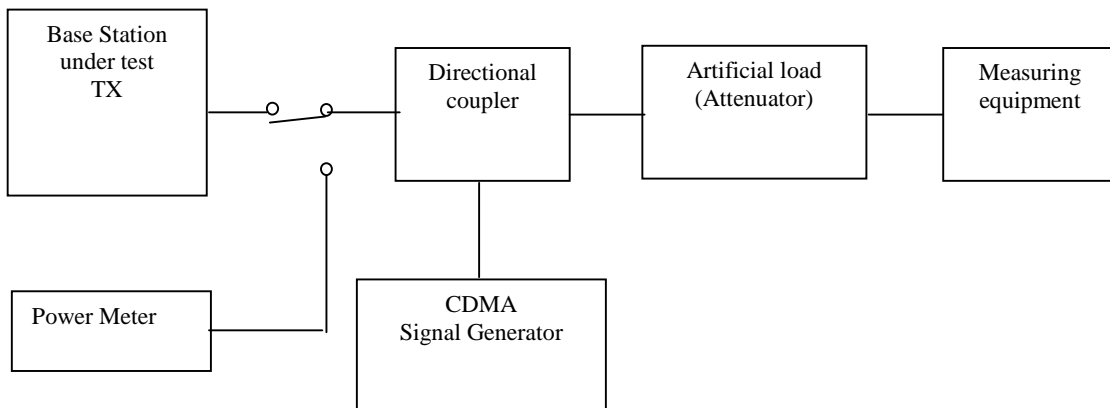 Base Station
under test
TX
Directional
coupler
Artificial load
(Attenuator)
Measuring
equipment
Power Meter
CDMA
Signal Generator